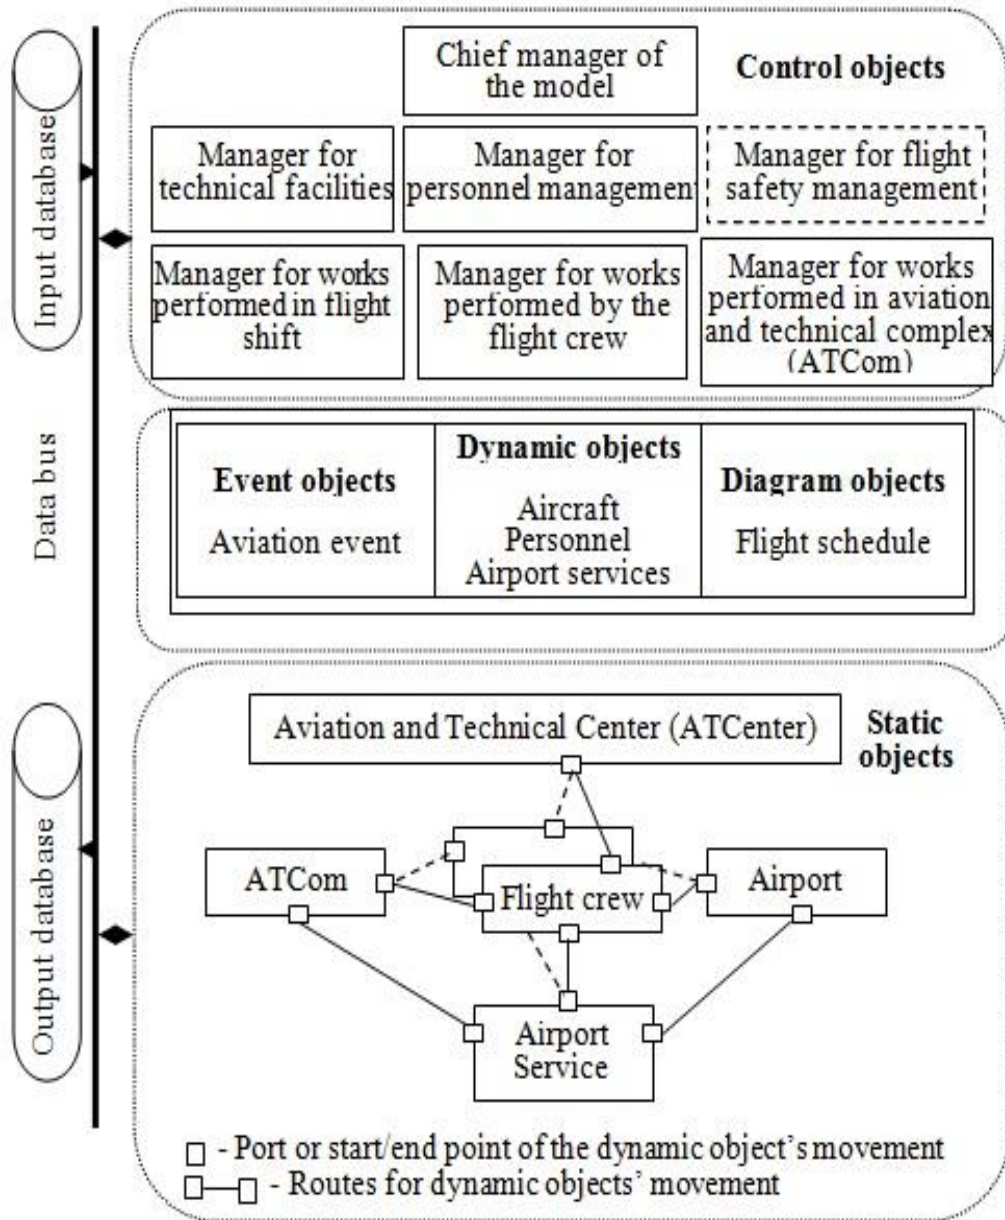 Input database
Data bus
Output database
Chief manager of
the model
Control objects
Manager for
technical facilities
Manager for
personnel management
Manager for flight
safety management
Manager for works
performed in flight
shift
Manager for works
performed by the
flight crew
Manager for works
performed in aviation
and technical complex
(ATCom)
Event objects
Aviation event
Dynamic objects
Aircraft
Personnel
Airport services
Diagram objects
Flight schedule
Aviation and Technical Center (ATCenter)
Static
objects
ATCom
Flight crew
Airport
Airport
Service
- Port or start/end point of the dynamic object's movement
- Routes for dynamic objects' movement